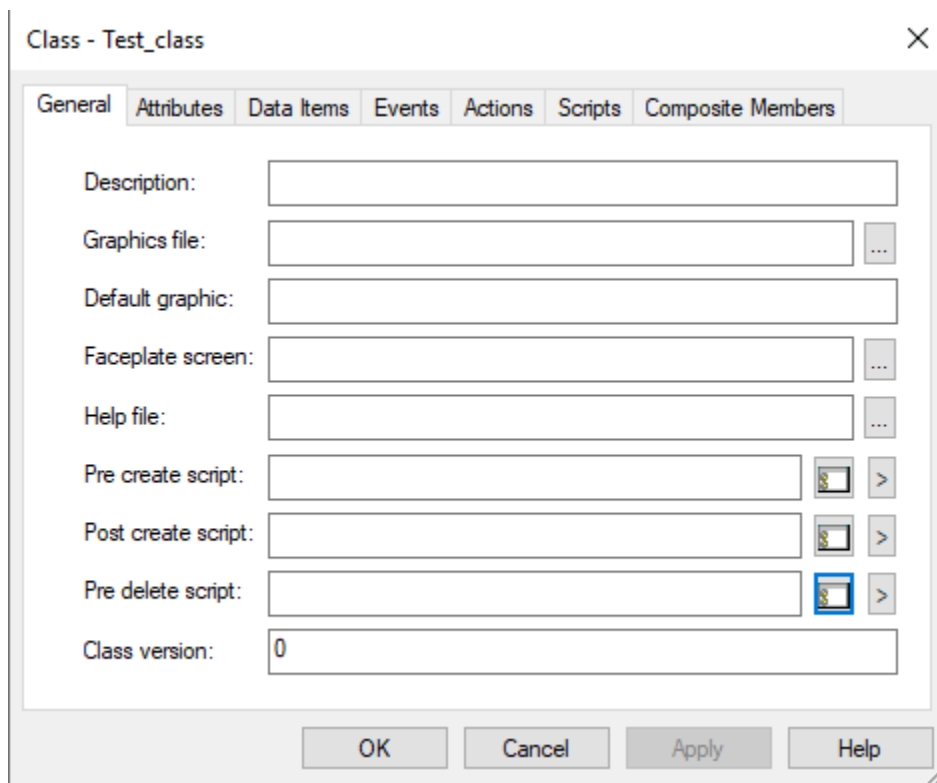 Class - Test_class
General Attributes Data Items Events Actions Scripts Composite Members
Description:
Graphics file: ...
Default graphic:
Faceplate screen: ...
Help file: ...
Pre create script: >
Post create script: >
Pre delete script: >
Class version: 0
OK Cancel Apply Help